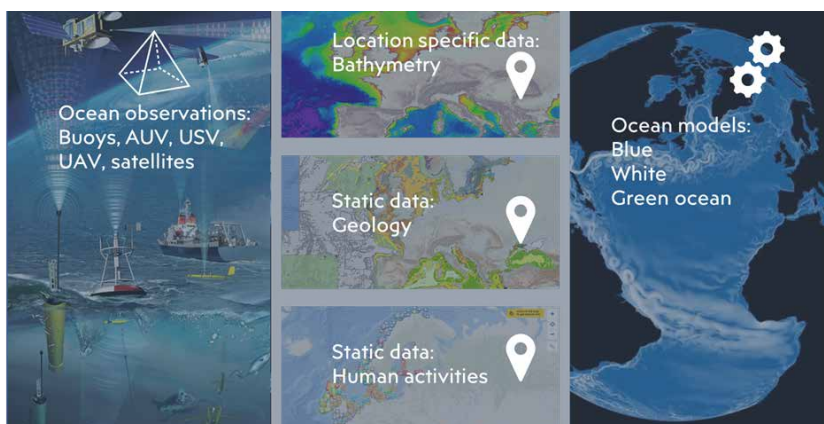 Ocean observations:
Buoys, AUV, USV,
UAV, satellites
Location specific data:
Bathymetry
Static data:
Geology
Static data:
Human activities
Ocean models:
Blue
White
Green ocean